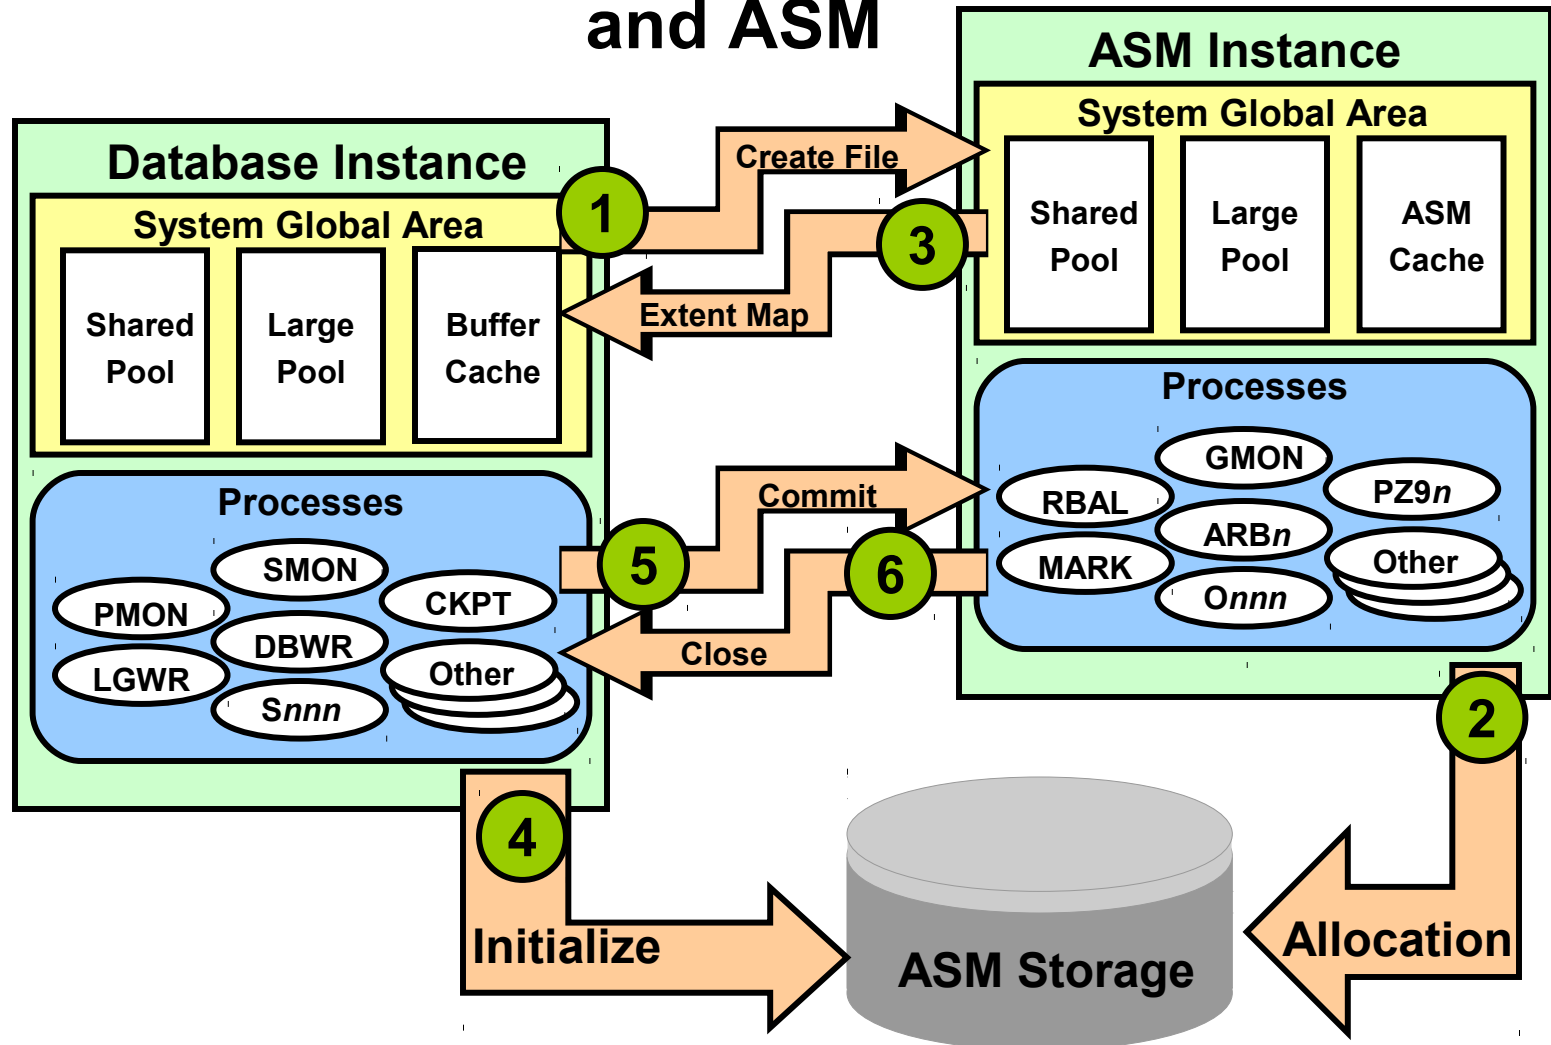 and ASM
ASM Instance
System Global Area
Shared
Pool
Large
Pool
ASM
Cache
Processes
RBAL
GMON
PZ9n
MARK
ARBn
Other
Onnn
Database Instance
System Global Area
Shared
Pool
Large
Pool
Buffer
Cache
Processes
PMON
SMON
CKPT
LGWR
DBWR
Other
Snnn
1
Create File
3
Extent Map
5
Commit
6
Close
4
Initialize
2
Allocation
ASM Storage